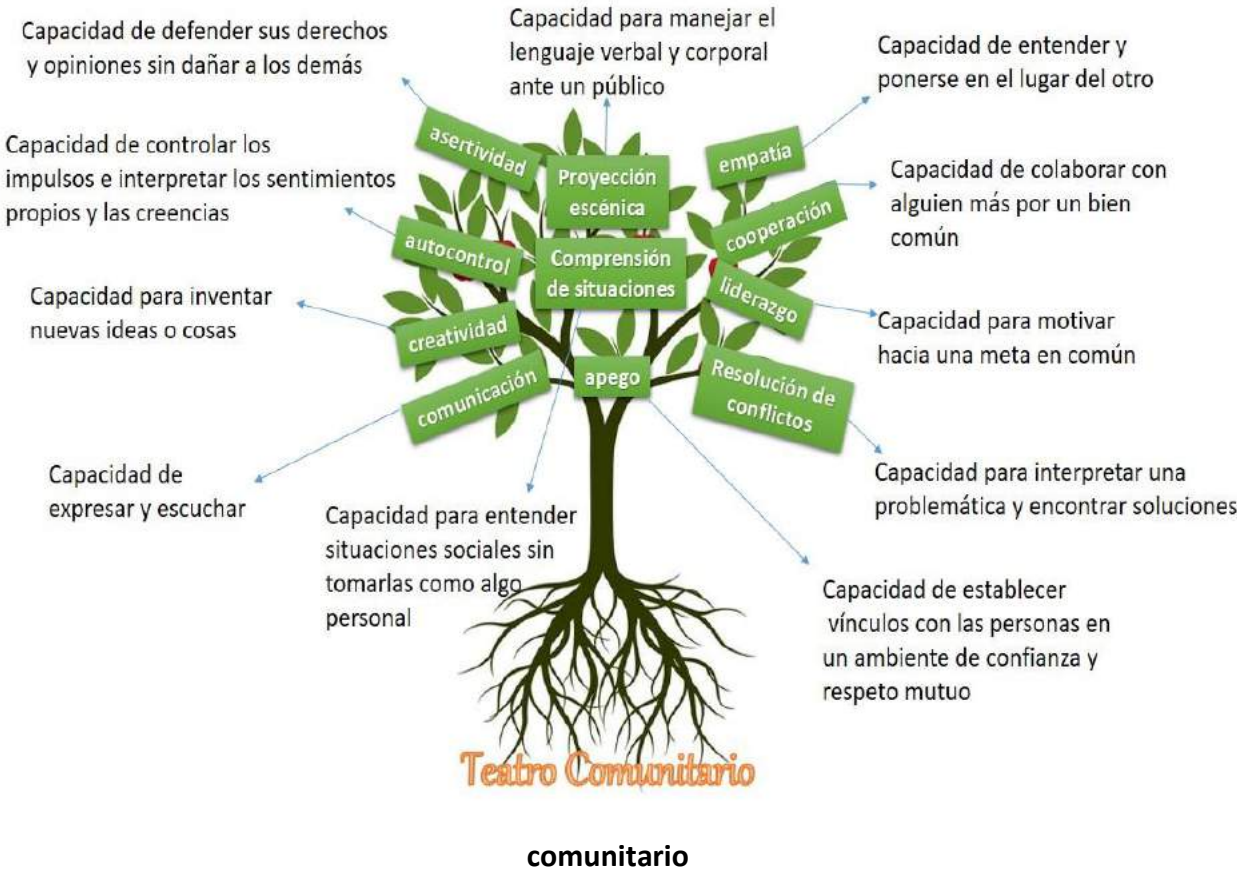 Capacidad de defender sus derechos
y opiniones sin dañar a los demás
Capacidad para manejar el
lenguaje verbal y corporal
ante un público
Capacidad de entender y
ponerse en el lugar del otro
Capacidad de controlar los
impulsos e interpretar los sentimientos
propios y las creencias
asertividad
Proyección
escénica
empatía
Capacidad de colaborar con
alguien más por un bien
común
cooperación
autocontrol
Comprensión
de situaciones
liderazgo
Capacidad para inventar
nuevas ideas o cosas
creatividad
Capacidad para motivar
hacia una meta en común
comunicación
apego
Resolución de
conflictos
Capacidad de
expresar y escuchar
Capacidad para entender
situaciones sociales sin
tomarlas como algo
personal
Capacidad para interpretar una
problemática y encontrar soluciones
Capacidad de establecer
vínculos con las personas en
un ambiente de confianza y
respeto mutuo
Teatro Comunitario
comunitario